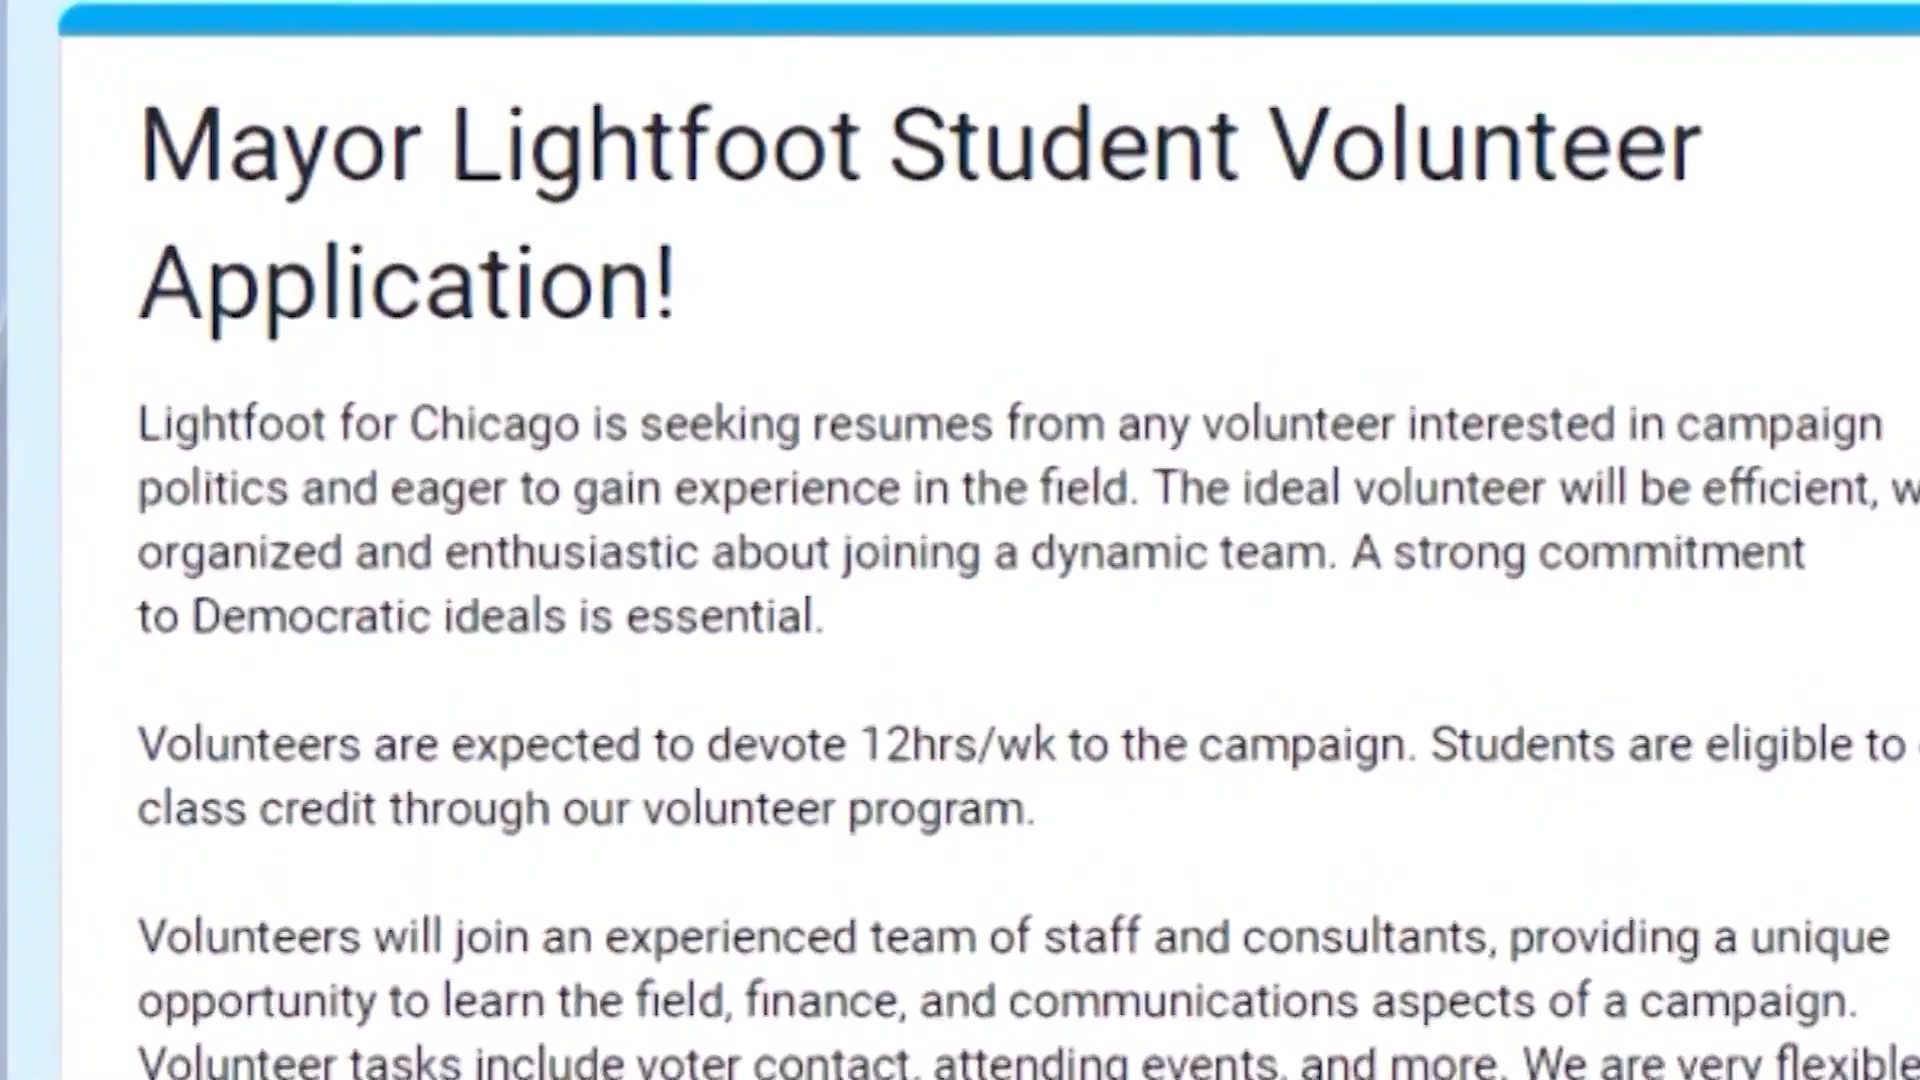 Mayor Lightfoot Student Volunteer
Application!
Lightfoot for Chicago is seeking resumes from any volunteer interested in campaign
politics and eager to gain experience in the field. The ideal volunteer will be efficient,
organized and enthusiastic about joining a dynamic team. A strong commitment
to Democratic ideals is essential.
Volunteers are expected to devote 12hrs/wk to the campaign. Students are eligible to
class credit through our volunteer program.
Volunteers will join an experienced team of staff and consultants, providing a unique
opportunity to learn the field, finance, and communications aspects of a campaign.
Volunteer tasks include voter contact, attending events, and more. We are very flexible